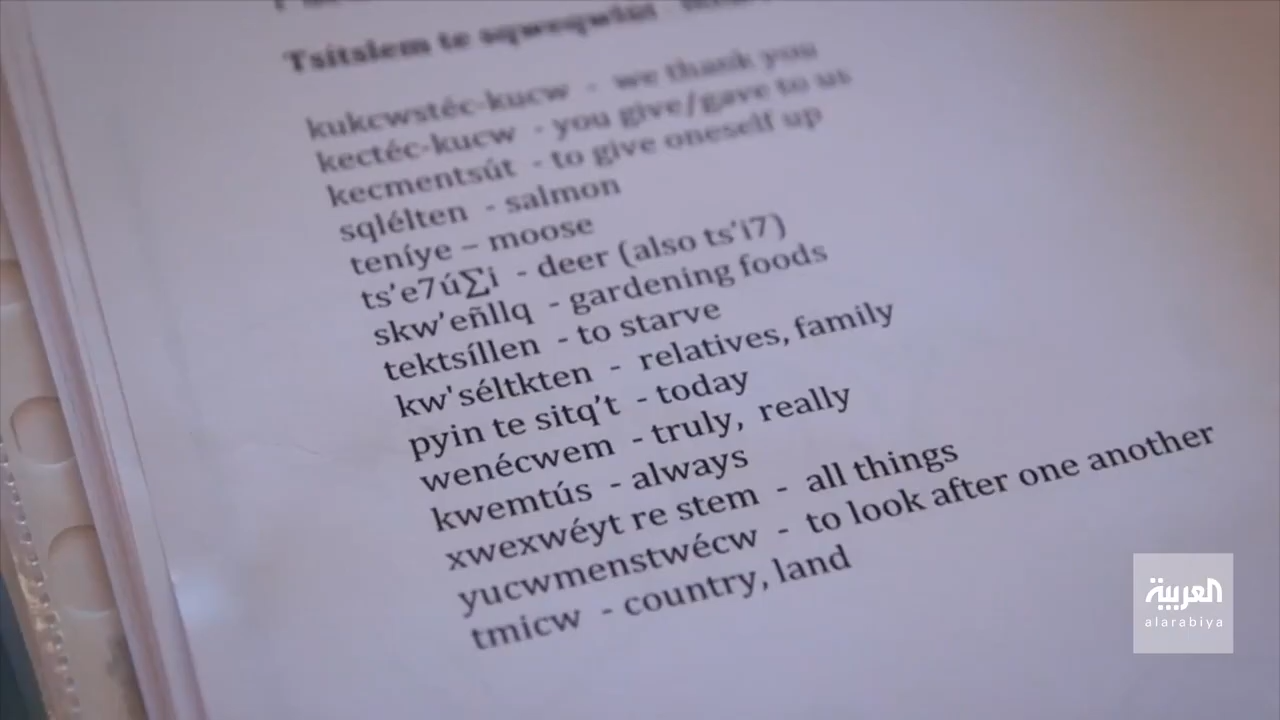 Tsítslem te sqweqwlút
kukcwstéc-kucw - we thank you
kectéc-kucw - you give/gave to us
kecmentsút - to give oneself up
sqlélten - salmon
teníye – moose
ts'e7ú∑i - deer (also ts'i7)
skw'eñllq - gardening foods
tektsíllen - to starve
kw'séltkten - relatives, family
pyin te sitq't - today
wenécwem - truly, really
kwemtús - always
xwexwéyt re stem - all things
yucwmenstwécw - to look after one another
tmicw - country, land
العربية
alarabiya